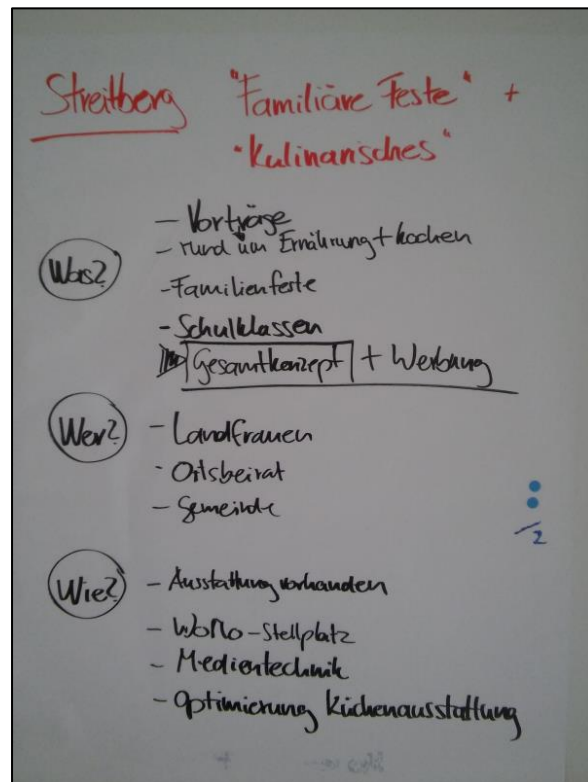 Streitberg "Familiäre Feste" +
"Kulinarisches"
Was?
- Vorträge
- rund um Ernährung + kochen
- Familienfeste
- Schulklassen
Gesamtkonzept + Werbung
Wer?
- Landfrauen
- Ortsbeirat
- Gemeinde
/2
Wie?
- Ausstattung vorhanden
- WoMo-Stellplatz
- Medientechnik
- Optimierung Küchenausstattung